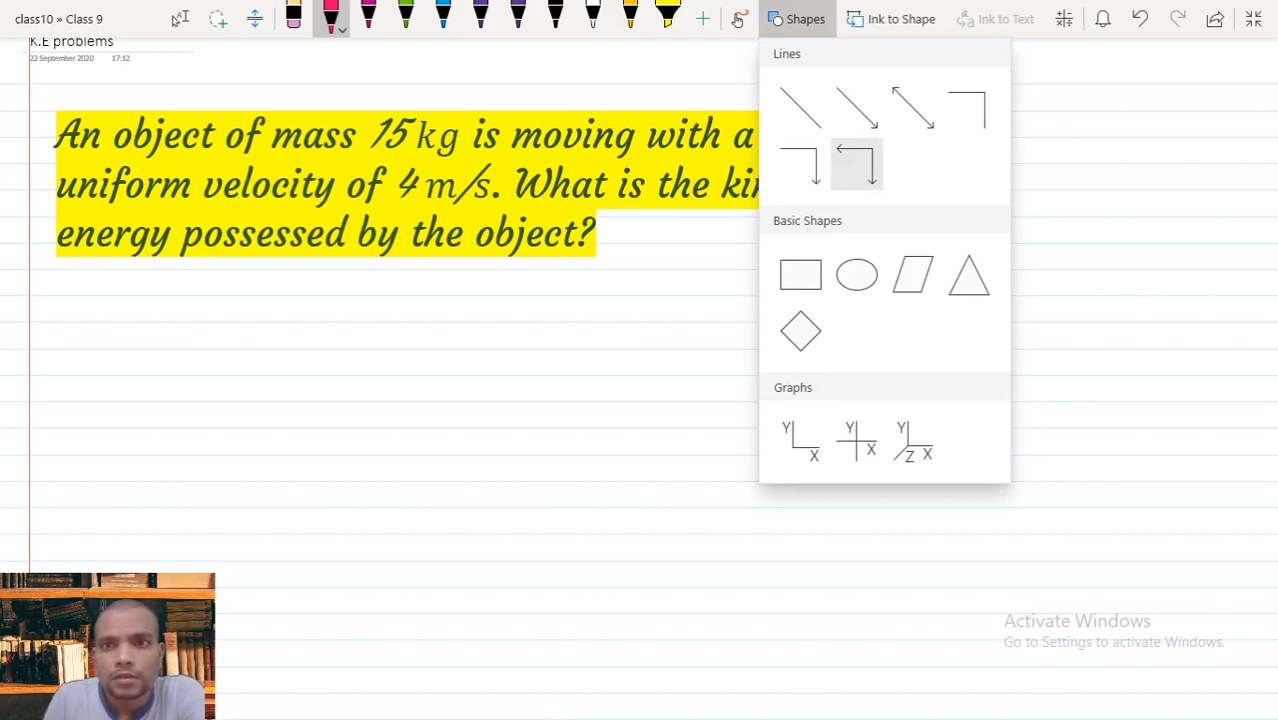 class10 » Class 9
Shapes
Ink to Shape
Ink to Text
K.E problems
22 September 2020 17:12
Lines
An object of mass 15 kg is moving with a
uniform velocity of 4 m/s. What is the
energy possessed by the object?
Basic Shapes
Graphs
Y
X
Y
X
Y
Z X
Activate Windows
Go to Settings to activate Windows.